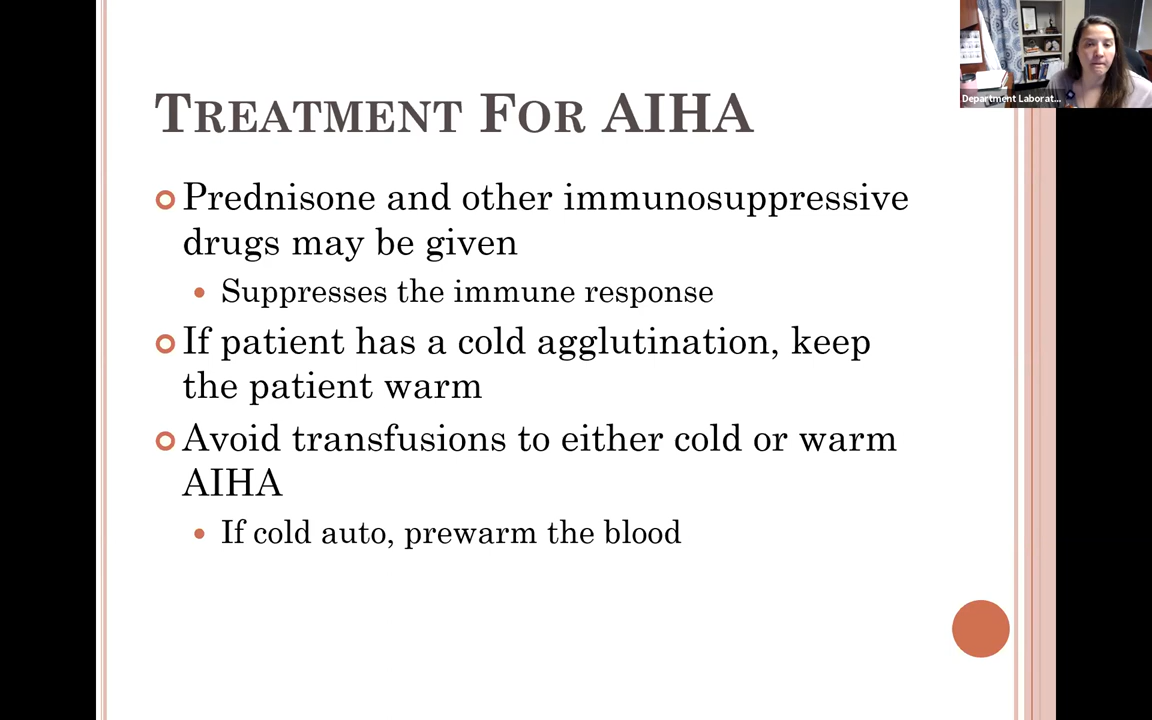 TREATMENT FOR AIHA
Prednisone and other immunosuppressive
drugs may be given
Suppresses the immune response
If patient has a cold agglutination, keep
the patient warm
Avoid transfusions to either cold or warm
AIHA
If cold auto, prewarm the blood
Department Laborat...